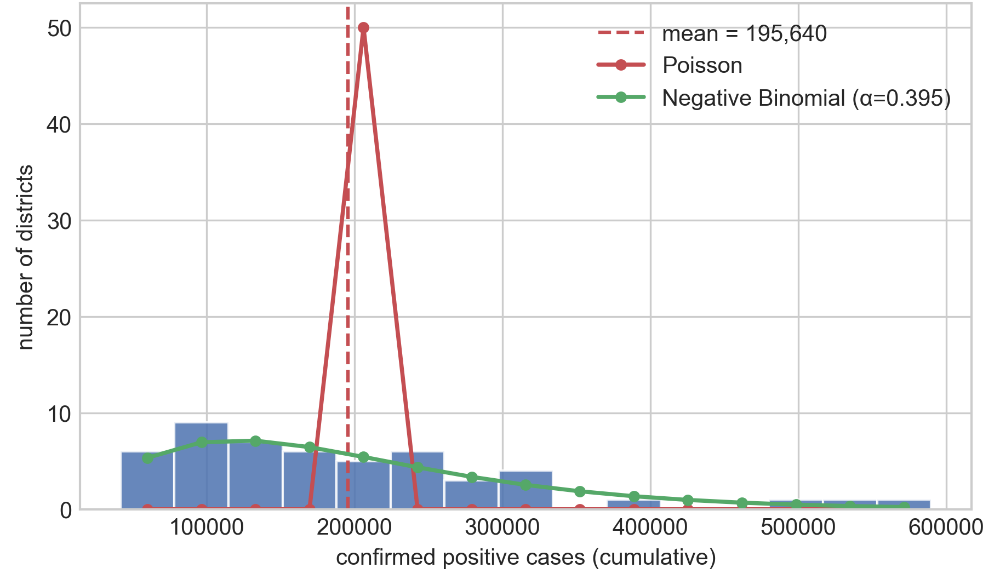 mean = 195,640
Poisson
Negative Binomial (α=0.395)
number of districts
50
40
30
20
10
0
100000 200000 300000 400000 500000 600000
confirmed positive cases (cumulative)